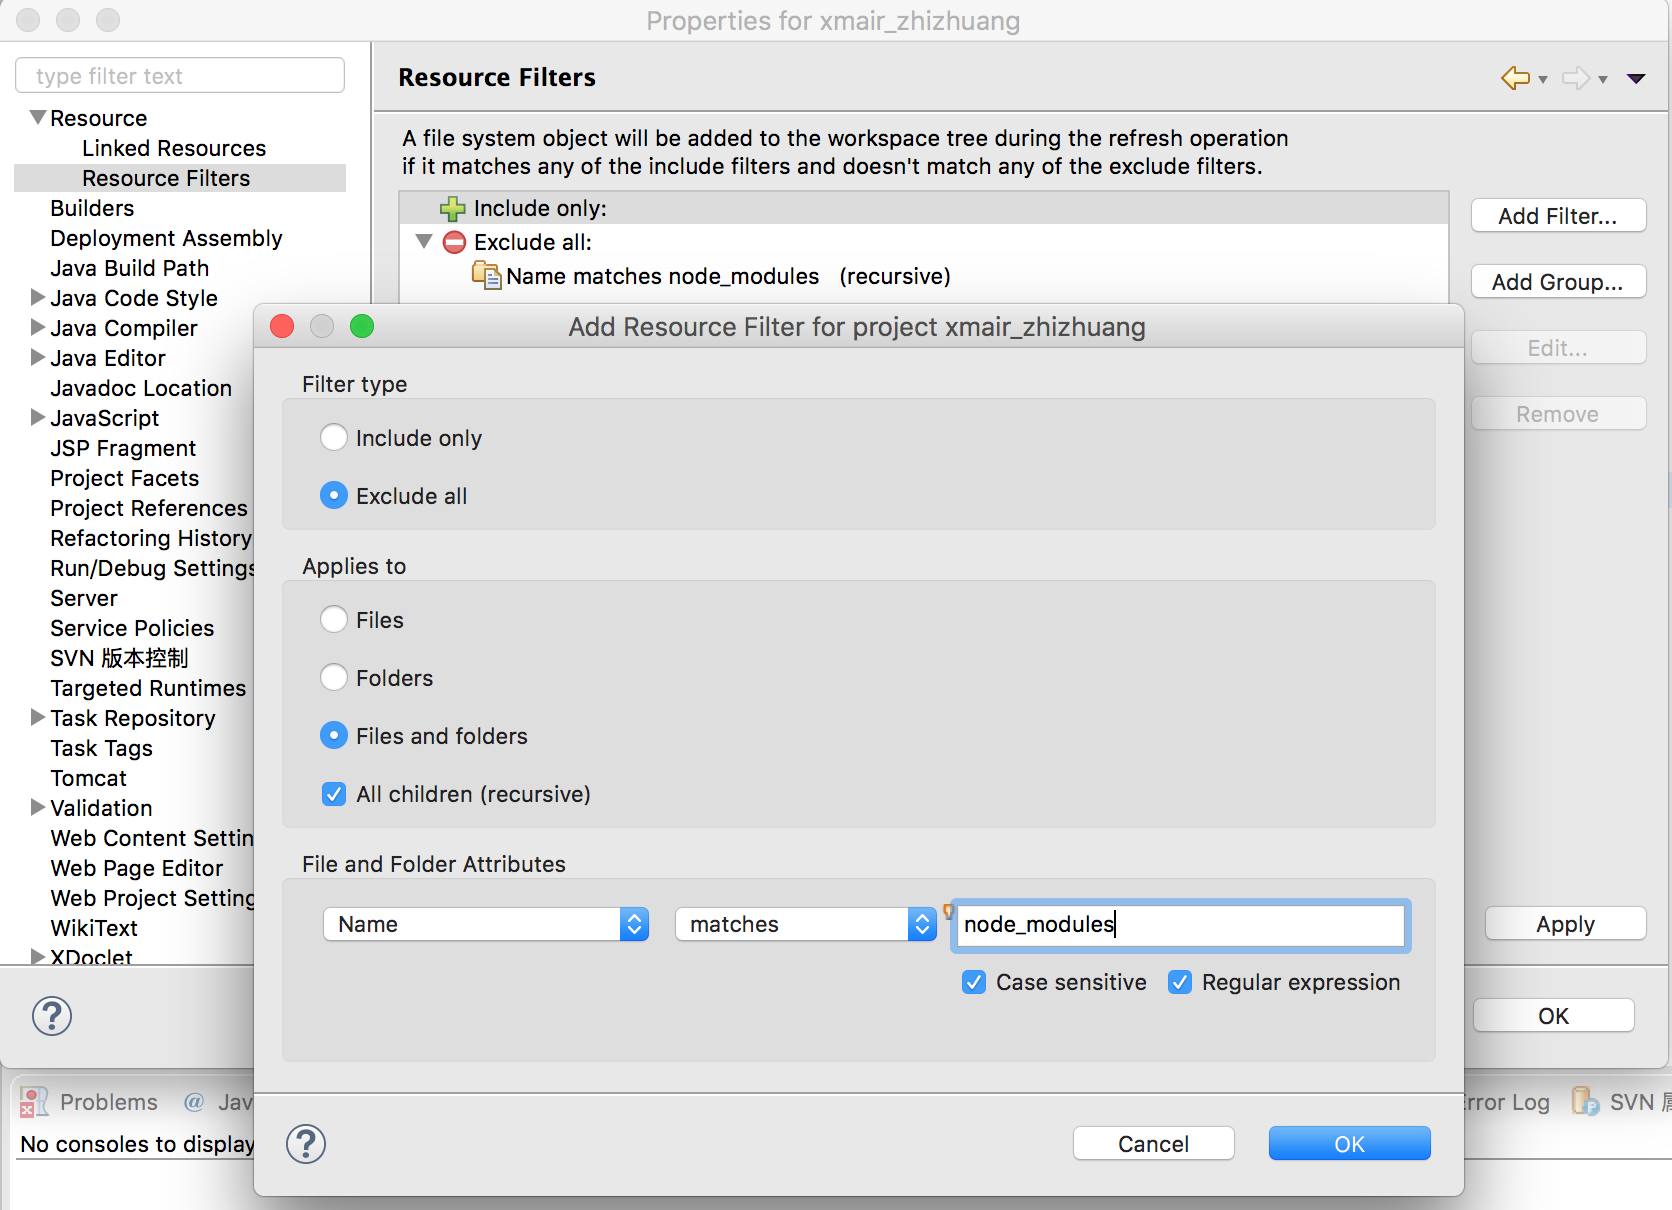 Properties for xmair_zhizhuang
type filter text
Resource
Linked Resources
Resource Filters
Builders
Deployment Assembly
Java Build Path
Java Code Style
Java Compiler
Java Editor
Javadoc Location
JavaScript
JSP Fragment
Project Facets
Project References
Refactoring History
Run/Debug Settings
Server
Service Policies
SVN 版本控制
Targeted Runtimes
Task Repository
Task Tags
Tomcat
Validation
Web Content Settin
Web Page Editor
Web Project Setting
WikiText
XDoclet
Resource Filters
A file system object will be added to the workspace tree during the refresh operation
if it matches any of the include filters and doesn't match any of the exclude filters.
Include only:
Exclude all:
Name matches node_modules (recursive)
Add Filter...
Add Group...
Edit...
Remove
Apply
OK
Add Resource Filter for project xmair_zhizhuang
Filter type
Include only
Exclude all
Applies to
Files
Folders
Files and folders
All children (recursive)
File and Folder Attributes
Name matches node_modules
Case sensitive Regular expression
Cancel OK
Problems @ Jav
rror Log SVN
No consoles to display